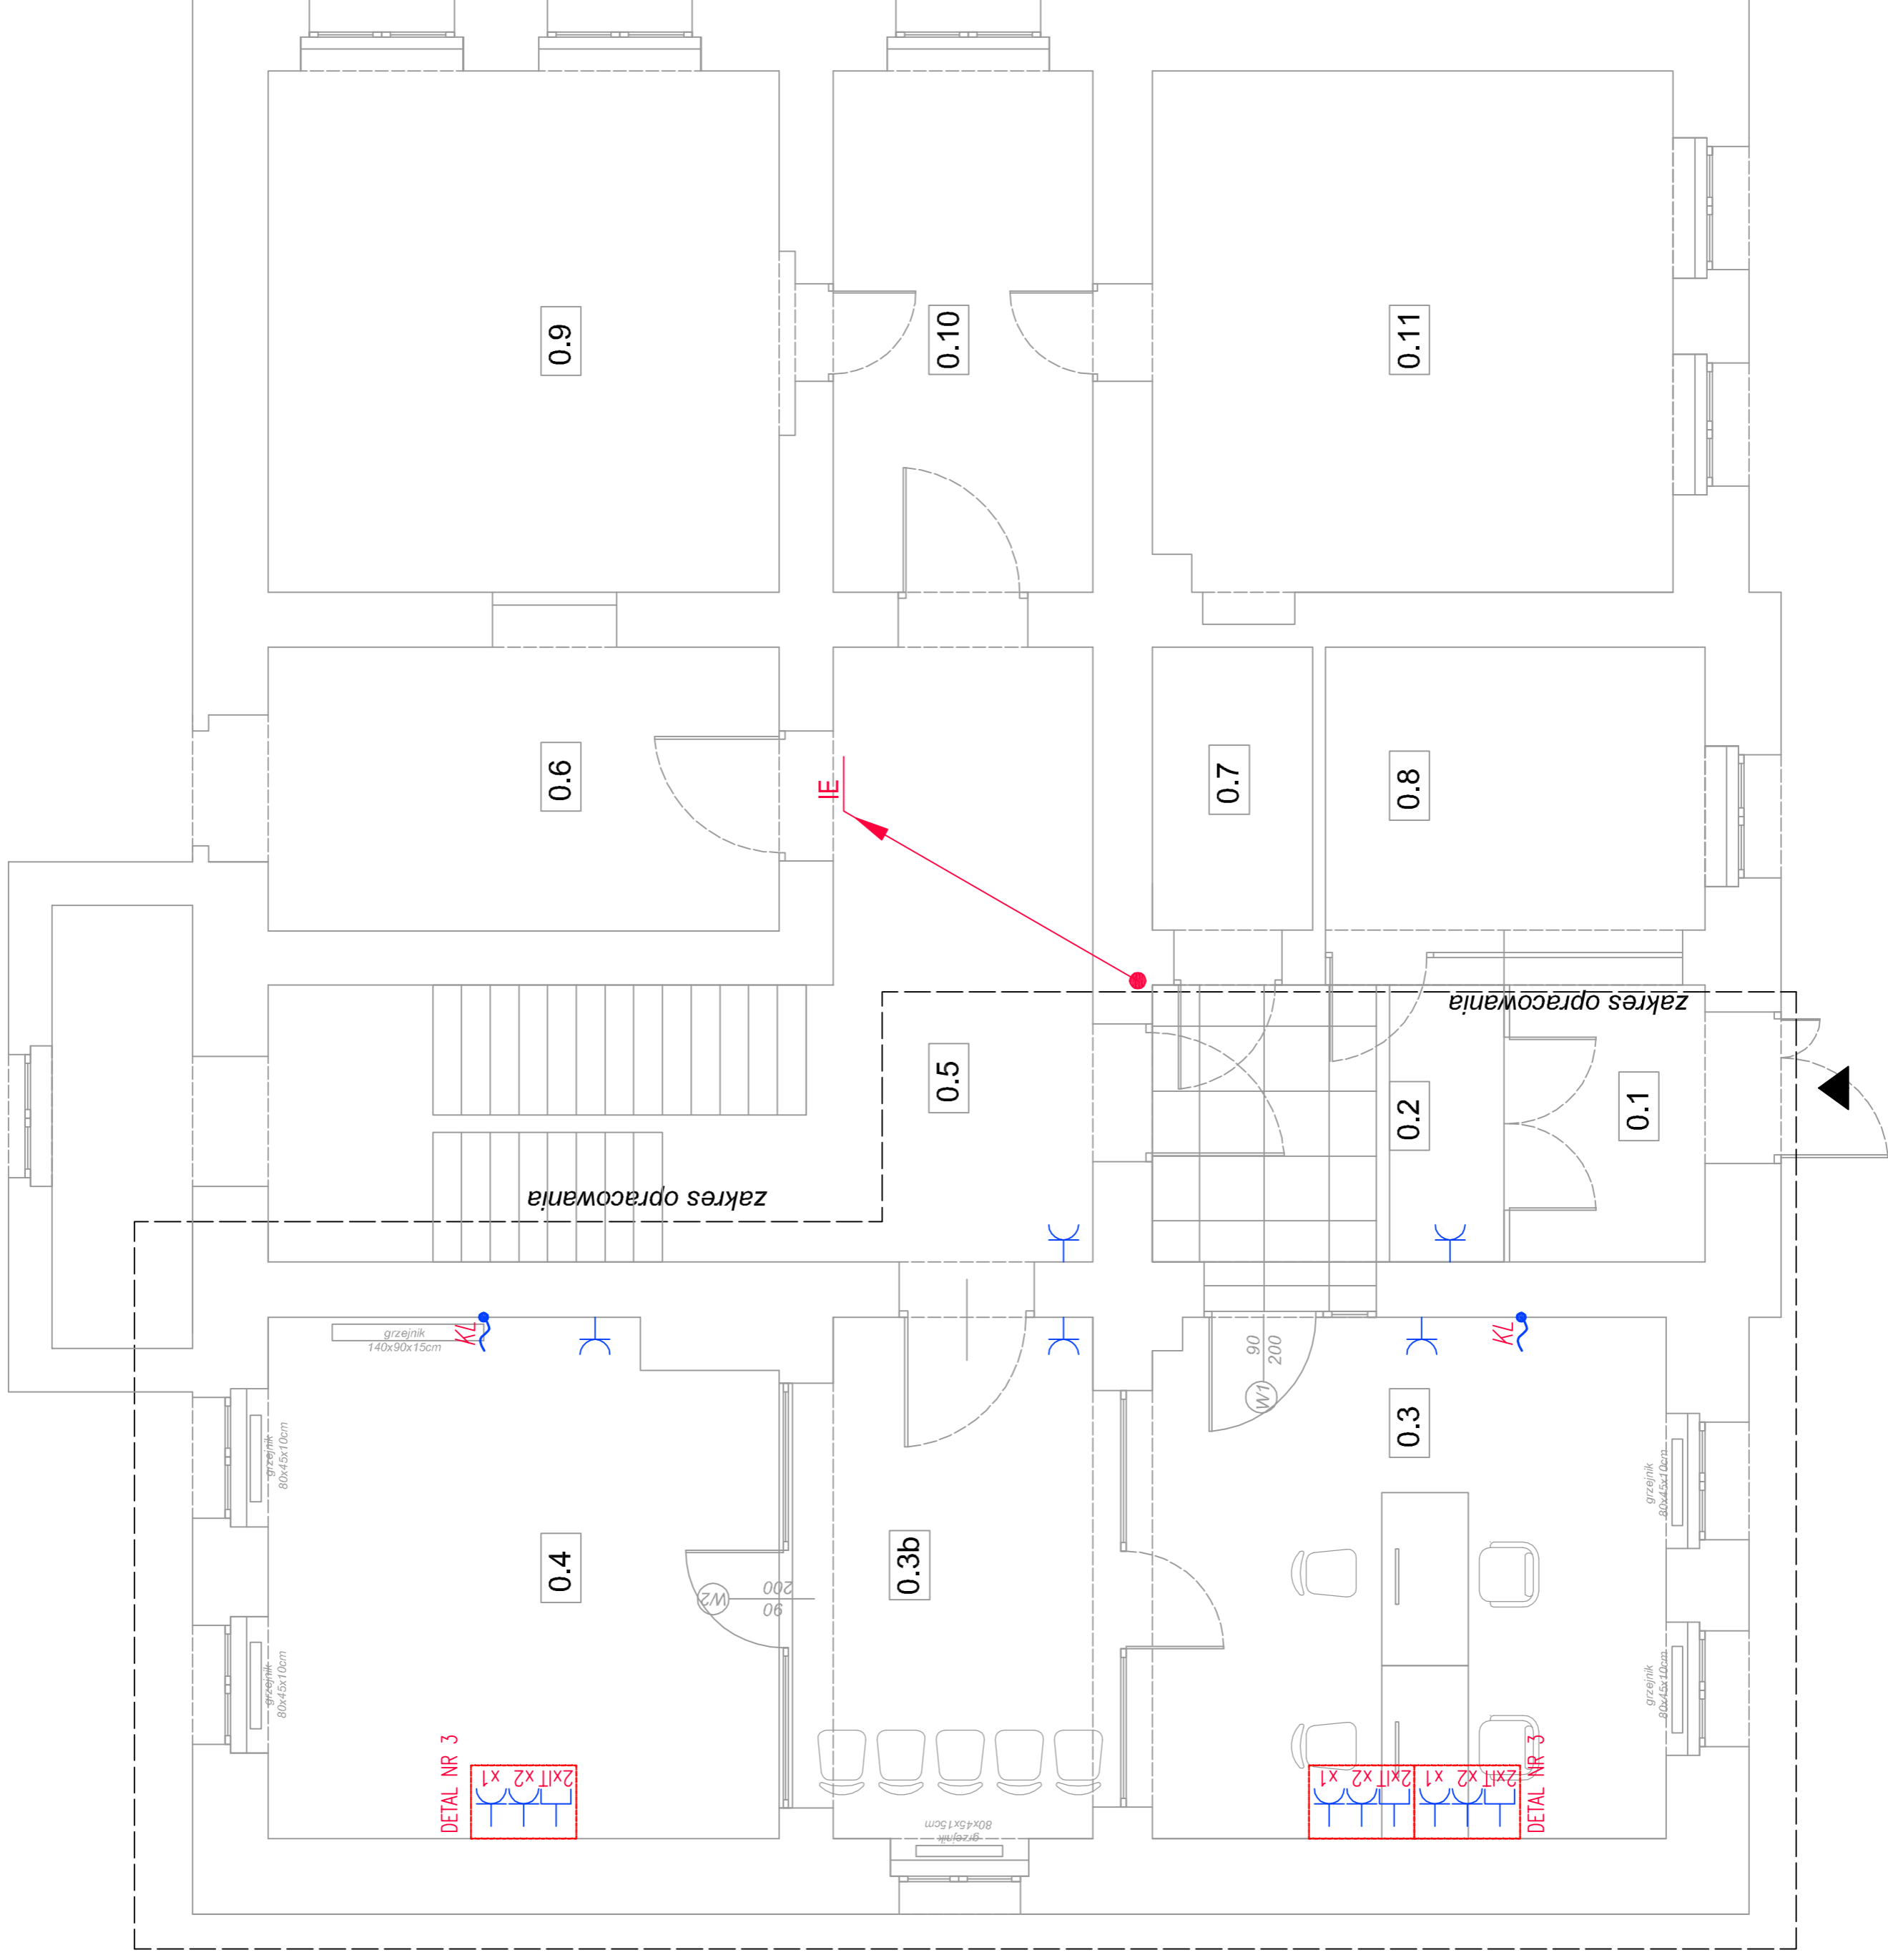 0.9
0.10
0.11
0.6
IE
0.7
0.8
zakres opracowania
0.5
0.2
0.1
zakres opracowania
KL
grzejnik
140x90x15cm
KL
90
200
W1
grzejnik
80x45x10cm
0.3
grzejnik
80x45x10cm
0.4
0.3b
W2
90
200
grzejnik
80x45x10cm
grzejnik
80x45x10cm
DETAL NR 3
x1
x2
2xIT
grzejnik
80x45x15cm
x1
x2
2xIT
x1
x2
2xIT
DETAL NR 3